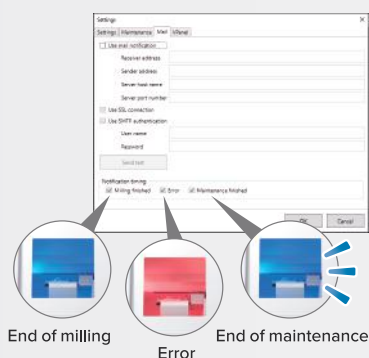 Settings
Settings Maintenance Mail VPanel
Use mail notification
Receiver address
Sender address
Server host name
Server port number
Use SSL connection
Use SMTP authentication
User name
Password
Send test
Notification timing
Milling finished Error Maintenance finished
OK Cancel
End of milling
Error
End of maintenance